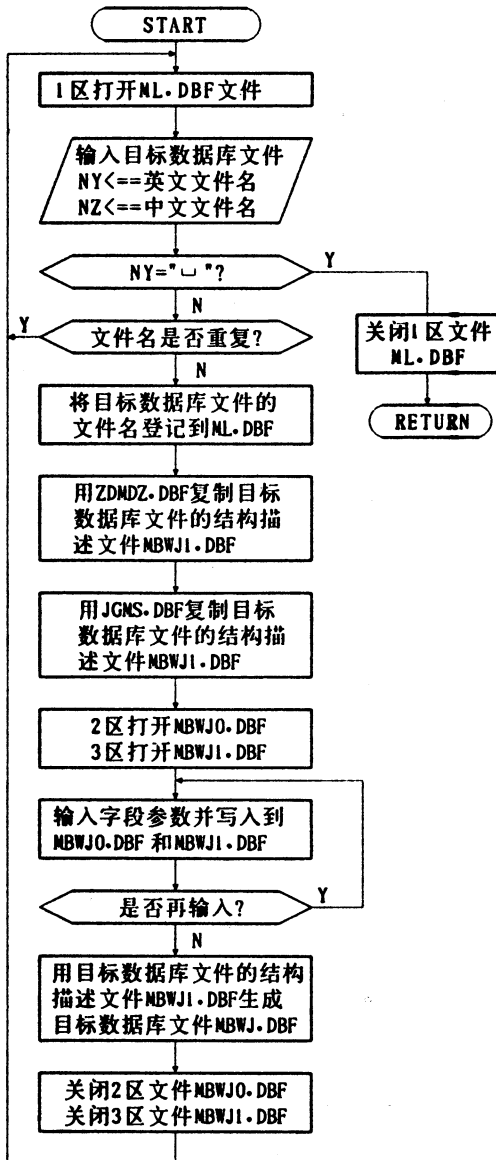 START
1区打开ML.DBF文件
输入目标数据库文件
NY<==英文文件名
NZ<==中文文件名
NY="␣"?
Y
N
文件名是否重复?
Y
N
关闭1区文件
ML.DBF
RETURN
将目标数据库文件的
文件名登记到ML.DBF
用ZDMDZ.DBF复制目标
数据库文件的结构描
述文件MBWJ1.DBF
用JGMS.DBF复制目标
数据库文件的结构描
述文件MBWJ1.DBF
2区打开MBWJ0.DBF
3区打开MBWJ1.DBF
输入字段参数并写入到
MBWJ0.DBF和MBWJ1.DBF
是否再输入?
Y
N
用目标数据库文件的结构
描述文件MBWJ1.DBF生成
目标数据库文件MBWJ.DBF
关闭2区文件MBWJ0.DBF
关闭3区文件MBWJ1.DBF